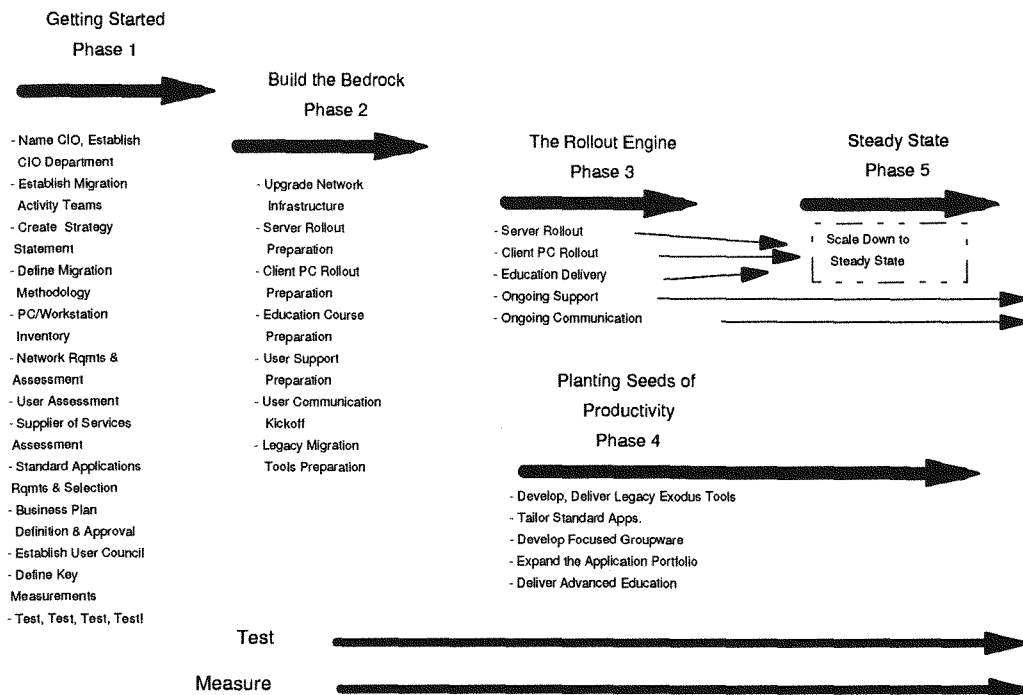 Getting Started
Phase 1
- Name CIO, Establish
CIO Department
- Establish Migration
Activity Teams
- Create Strategy
Statement
- Define Migration
Methodology
- PC/Workstation
Inventory
- Network Rqmts &
Assessment
- User Assessment
- Supplier of Services
Assessment
- Standard Applications
Rqmts & Selection
- Business Plan
Definition & Approval
- Establish User Council
- Define Key
Measurements
- Test, Test, Test, Test!
Build the Bedrock
Phase 2
- Upgrade Network
Infrastructure
- Server Rollout
Preparation
- Client PC Rollout
Preparation
- Education Course
Preparation
- User Support
Preparation
- User Communication
Kickoff
- Legacy Migration
Tools Preparation
The Rollout Engine
Phase 3
- Server Rollout
- Client PC Rollout
- Education Delivery
- Ongoing Support
- Ongoing Communication
Steady State
Phase 5
Scale Down to
Steady State
Planting Seeds of
Productivity
Phase 4
- Develop, Deliver Legacy Exodus Tools
- Tailor Standard Apps.
- Develop Focused Groupware
- Expand the Application Portfolio
- Deliver Advanced Education
Test
Measure